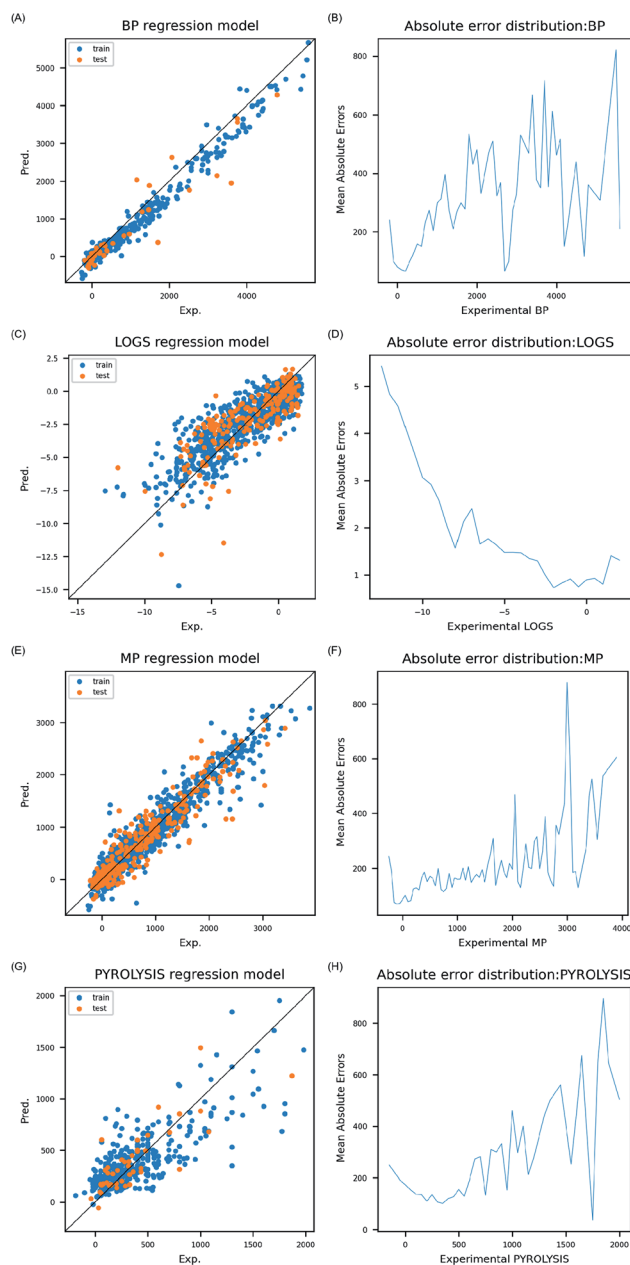 (A)
BP regression model
train
test
5000
4000
3000
2000
1000
0
Pred.
0
2000
4000
Exp.
(B)
Absolute error distribution:BP
800
600
400
200
Mean Absolute Errors
0
2000
4000
Experimental BP
(C)
LOGS regression model
train
test
2.5
0.0
−2.5
−5.0
−7.5
−10.0
−12.5
−15.0
Pred.
−15
−10
−5
0
Exp.
(D)
Absolute error distribution:LOGS
5
4
3
2
1
Mean Absolute Errors
−10
−5
0
Experimental LOGS
(E)
MP regression model
train
test
3000
2000
1000
0
Pred.
0
1000
2000
3000
Exp.
(F)
Absolute error distribution:MP
800
600
400
200
Mean Absolute Errors
0
1000
2000
3000
4000
Experimental MP
(G)
PYROLYSIS regression model
train
test
2000
1500
1000
500
0
Pred.
0
500
1000
1500
2000
Exp.
(H)
Absolute error distribution:PYROLYSIS
800
600
400
200
0
Mean Absolute Errors
0
500
1000
1500
2000
Experimental PYROLYSIS